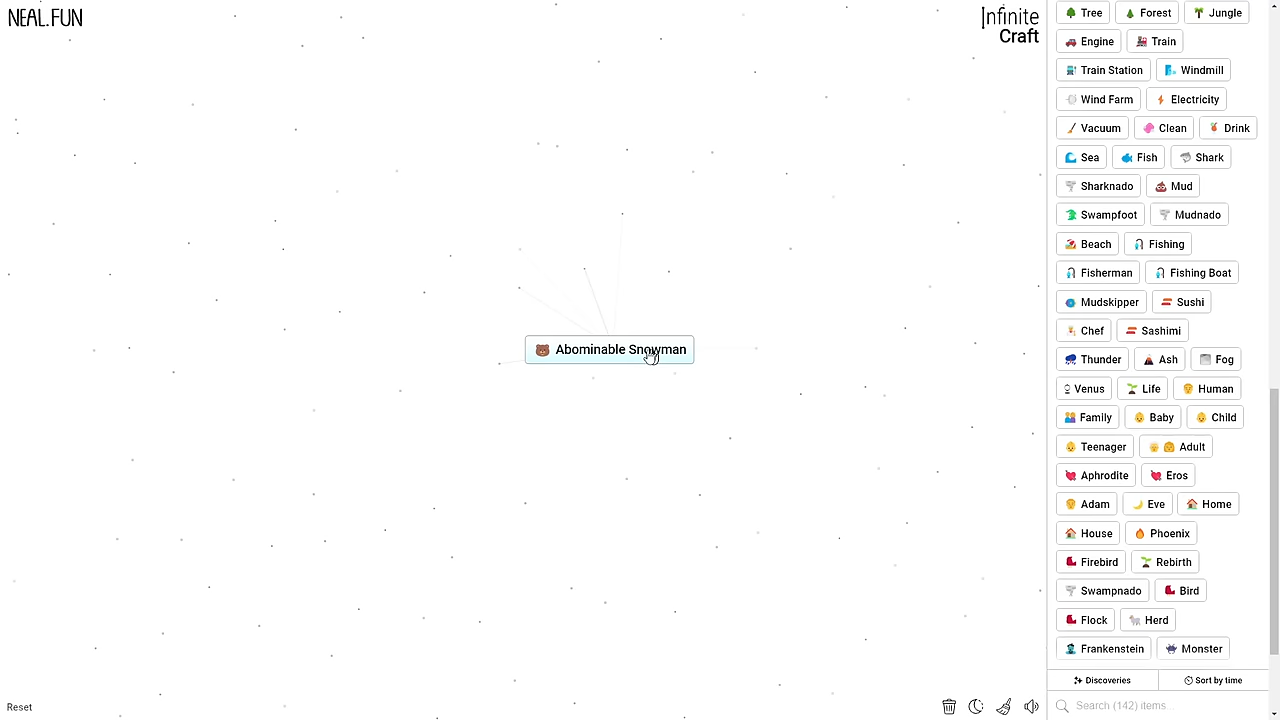 NEAL.FUN
Infinite
Craft
Tree Forest Jungle
Engine Train
Train Station Windmill
Wind Farm Electricity
Vacuum Clean Drink
Sea Fish Shark
Sharknado Mud
Swampfoot Mudnado
Beach Fishing
Fisherman Fishing Boat
Mudskipper Sushi
Chef Sashimi
Thunder Ash Fog
Venus Life Human
Family Baby Child
Teenager Adult
Aphrodite Eros
Adam Eve Home
House Phoenix
Firebird Rebirth
Swampnado Bird
Flock Herd
Frankenstein Monster
Abominable Snowman
Discoveries Sort by time
Search (142) items...
Reset